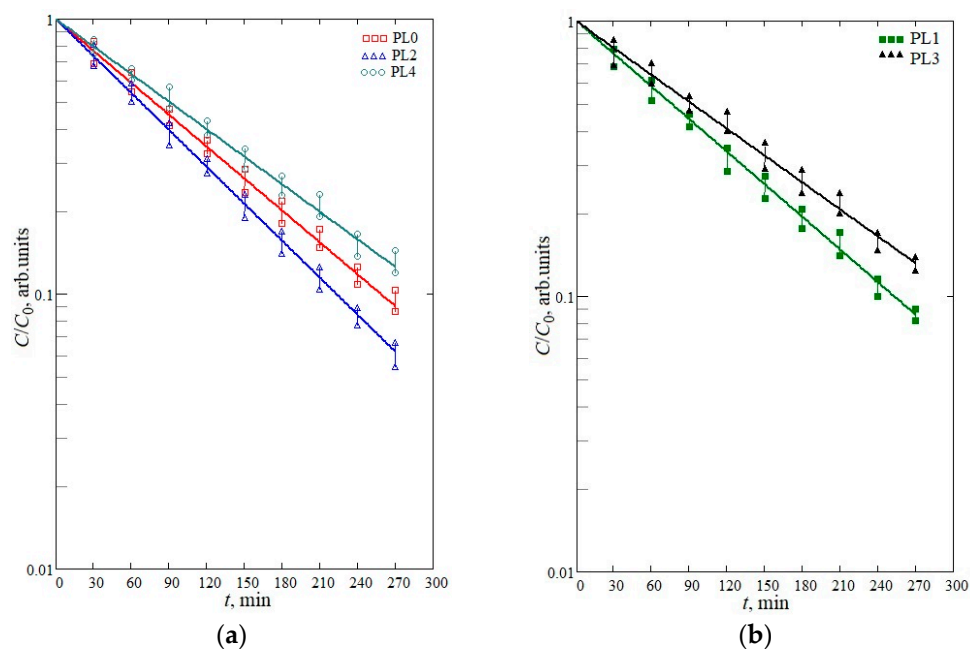 1
PL0
PL2
PL4
0.1
0.01
C/C₀, arb.units
0 30 60 90 120 150 180 210 240 270 300
t, min
(a)
1
PL1
PL3
0.1
0.01
C/C₀, arb.units
0 30 60 90 120 150 180 210 240 270 300
t, min
(b)